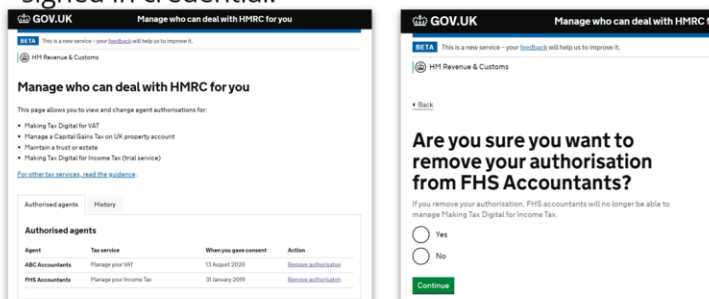 signed in credential.
GOV.UK Manage who can deal with HMRC for you
BETA This is a new service – your feedback will help us to improve it.
HM Revenue & Customs
Manage who can deal with HMRC for you
This page allows you to view and change agent authorisations for:
• Making Tax Digital for VAT
• Manage a Capital Gains Tax on UK property account
• Maintain a trust or estate
• Making Tax Digital for Income Tax (trial service)
For other tax services, read the guidance.
Authorised agents History
Authorised agents
Agent Tax service When you gave consent Action
ABC Accountants Manage your VAT 13 August 2020 Remove authorisaton
FHS Accountants Manage your Income Tax 31 January 2019 Remove authorisaton
GOV.UK Manage who can deal with HMRC f
BETA This is a new service – your feedback will help us to improve it.
HM Revenue & Customs
Back
Are you sure you want to
remove your authorisation
from FHS Accountants?
If you remove your authorisation, FHS accountants will no longer be able to
manage Making Tax Digital for Income Tax.
Yes
No
Continue